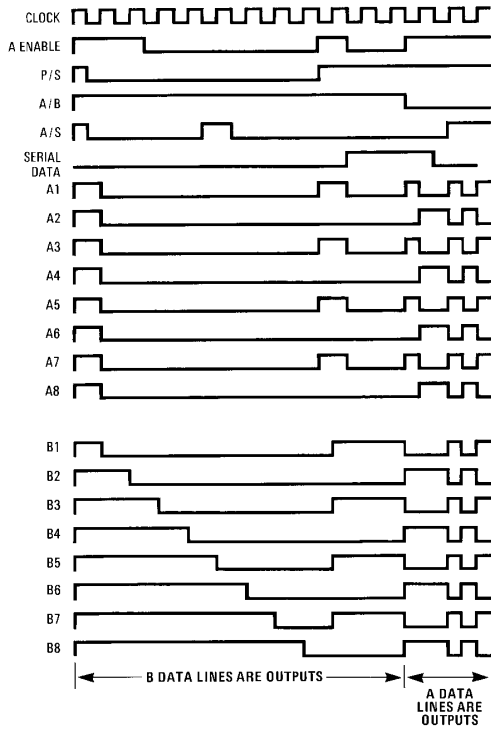 CLOCK
A ENABLE
P/S
A/B
A/S
SERIAL
DATA
A1
A2
A3
A4
A5
A6
A7
A8
B1
B2
B3
B4
B5
B6
B7
B8
B DATA LINES ARE OUTPUTS
A DATA
LINES ARE
OUTPUTS